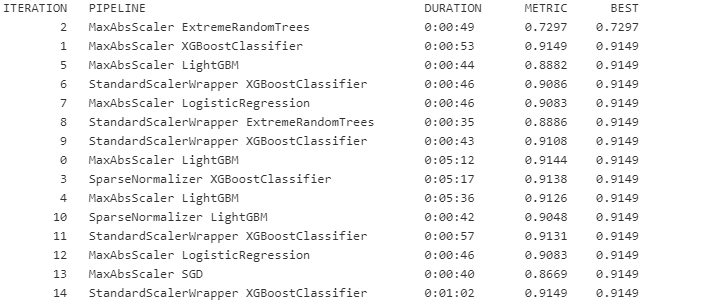 ITERATION PIPELINE DURATION METRIC BEST
2 MaxAbsScaler ExtremeRandomTrees 0:00:49 0.7297 0.7297
1 MaxAbsScaler XGBoostClassifier 0:00:53 0.9149 0.9149
5 MaxAbsScaler LightGBM 0:00:44 0.8882 0.9149
6 StandardScalerWrapper XGBoostClassifier 0:00:46 0.9086 0.9149
7 MaxAbsScaler LogisticRegression 0:00:46 0.9083 0.9149
8 StandardScalerWrapper ExtremeRandomTrees 0:00:35 0.8886 0.9149
9 StandardScalerWrapper XGBoostClassifier 0:00:43 0.9108 0.9149
0 MaxAbsScaler LightGBM 0:05:12 0.9144 0.9149
3 SparseNormalizer XGBoostClassifier 0:05:17 0.9138 0.9149
4 MaxAbsScaler LightGBM 0:05:36 0.9126 0.9149
10 SparseNormalizer LightGBM 0:00:42 0.9048 0.9149
11 StandardScalerWrapper XGBoostClassifier 0:00:57 0.9131 0.9149
12 MaxAbsScaler LogisticRegression 0:00:46 0.9083 0.9149
13 MaxAbsScaler SGD 0:00:40 0.8669 0.9149
14 StandardScalerWrapper XGBoostClassifier 0:01:02 0.9149 0.9149